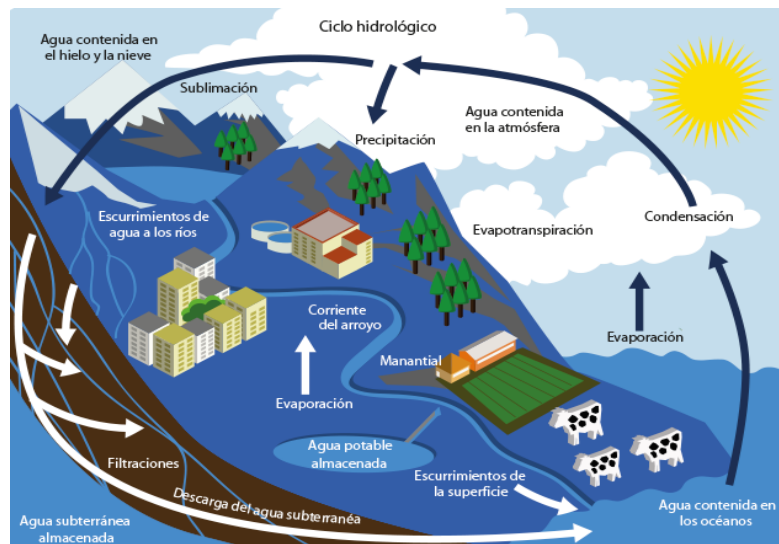 Ciclo hidrológico
Agua contenida en
el hielo y la nieve
Sublimación
Precipitación
Agua contenida
en la atmósfera
Escurrimientos de
agua a los ríos
Evapotranspiración
Condensación
Corriente
del arroyo
Evaporación
Manantial
Evaporación
Agua potable
almacenada
Filtraciones
Escurrimientos de
la superficie
Descarga del agua subterranéa
Agua subterránea
almacenada
Agua contenida en
los océanos